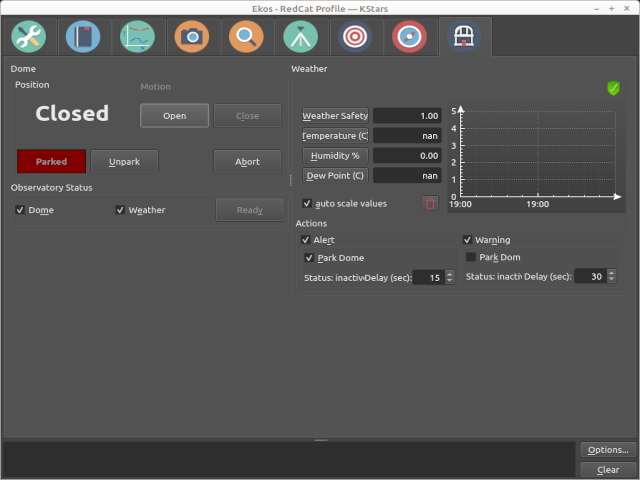 Ekos - RedCat Profile — KStars
Dome
Position
Motion
Closed
Open
Close
Parked
Unpark
Abort
Observatory Status
Dome
Weather
Ready
Weather
Weather Safety
1.00
Temperature (C
nan
Humidity %
0.00
Dew Point (C)
nan
auto scale values
5
4
3
2
1
0
19:00
19:00
Actions
Alert
Warning
Park Dome
Park Dom
Status: inactiv Delay (sec):
15
Status: inactiv Delay (sec):
30
Options...
Clear